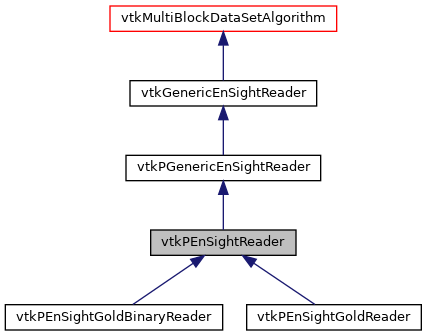 vtkMultiBlockDataSetAlgorithm
vtkGenericEnSightReader
vtkPGenericEnSightReader
vtkPEnSightReader
vtkPEnSightGoldBinaryReader
vtkPEnSightGoldReader